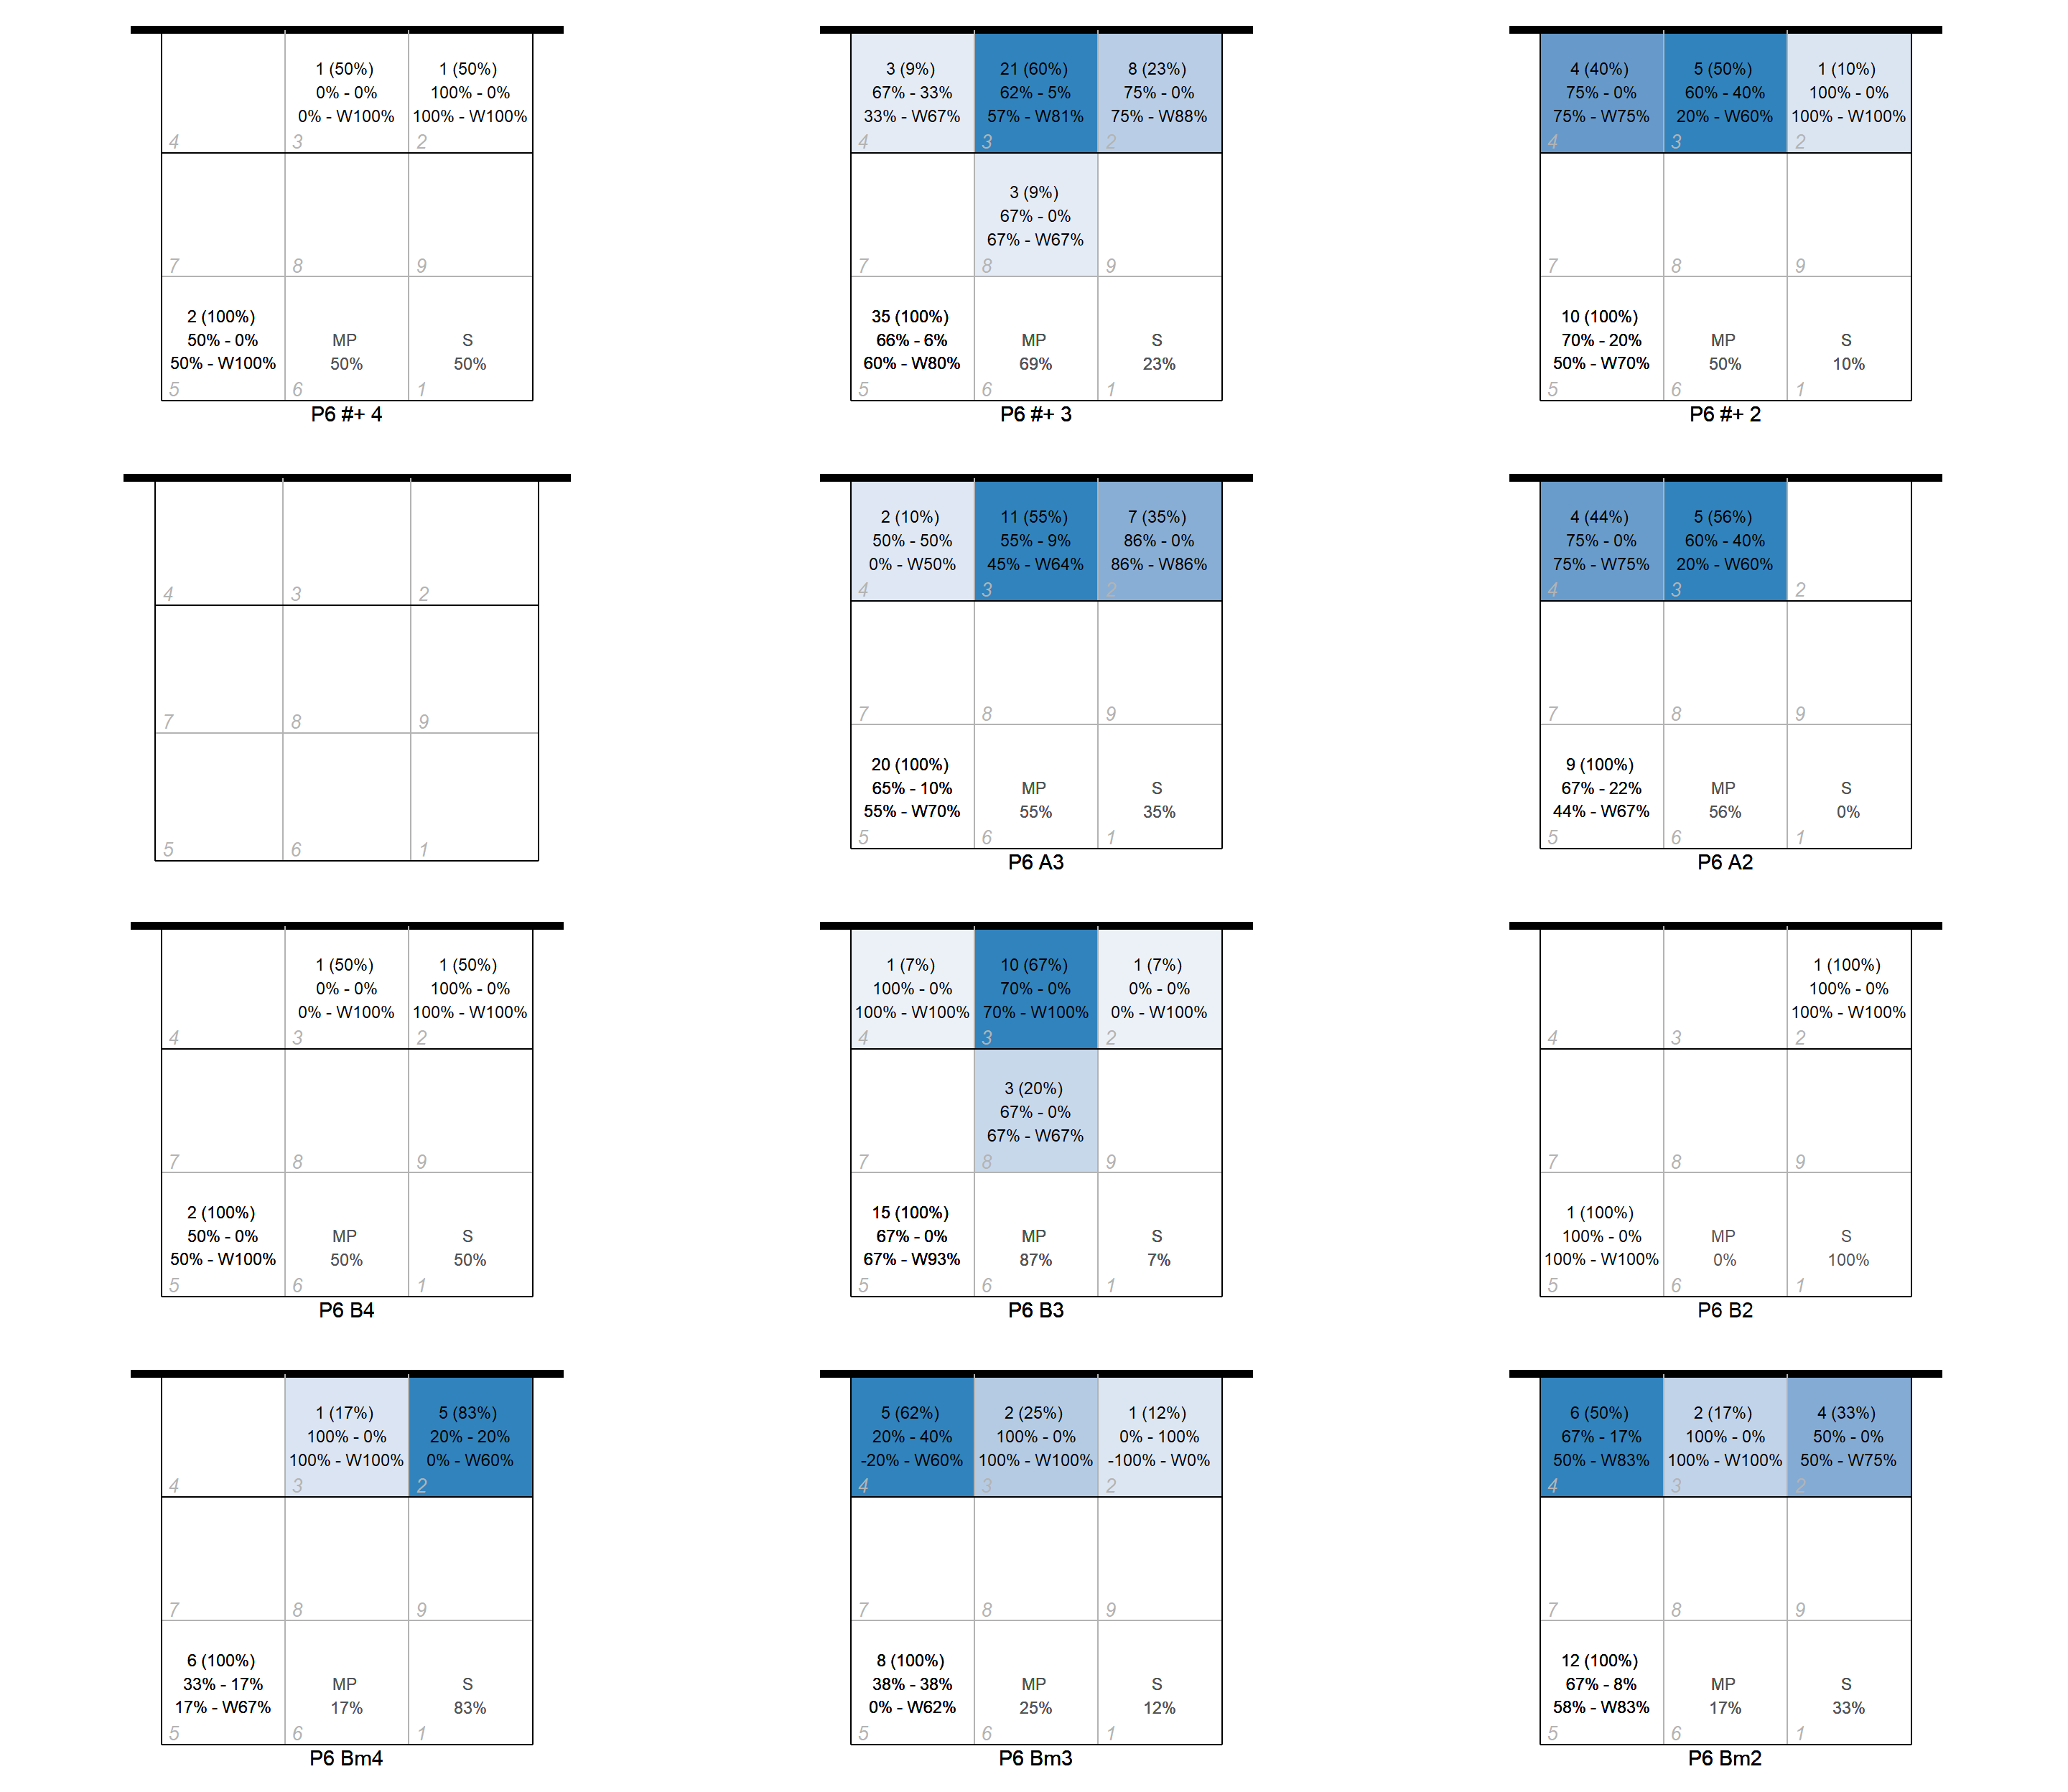 1 (50%) 1 (50%)
0% - 0% 100% - 0%
0% - W100% 100% - W100%
4 3 2
7 8 9
2 (100%)
50% - 0% MP S
50% - W100% 50% 50%
5 6 1
P6 #+ 4
3 (9%) 21 (60%) 8 (23%)
67% - 33% 62% - 5% 75% - 0%
33% - W67% 57% - W81% 75% - W88%
4 3 2
3 (9%)
67% - 0%
67% - W67%
7 8 9
35 (100%)
66% - 6% MP S
60% - W80% 69% 23%
5 6 1
P6 #+ 3
4 (40%) 5 (50%) 1 (10%)
75% - 0% 60% - 40% 100% - 0%
75% - W75% 20% - W60% 100% - W100%
4 3 2
7 8 9
10 (100%)
70% - 20% MP S
50% - W70% 50% 10%
5 6 1
P6 #+ 2
4 3 2
7 8 9
5 6 1
2 (10%) 11 (55%) 7 (35%)
50% - 50% 55% - 9% 86% - 0%
0% - W50% 45% - W64% 86% - W86%
4 3 2
7 8 9
20 (100%)
65% - 10% MP S
55% - W70% 55% 35%
5 6 1
P6 A3
4 (44%) 5 (56%)
75% - 0% 60% - 40%
75% - W75% 20% - W60%
4 3 2
7 8 9
9 (100%)
67% - 22% MP S
44% - W67% 56% 0%
5 6 1
P6 A2
1 (50%) 1 (50%)
0% - 0% 100% - 0%
0% - W100% 100% - W100%
4 3 2
7 8 9
2 (100%)
50% - 0% MP S
50% - W100% 50% 50%
5 6 1
P6 B4
1 (7%) 10 (67%) 1 (7%)
100% - 0% 70% - 0% 0% - 0%
100% - W100% 70% - W100% 0% - W100%
4 3 2
3 (20%)
67% - 0%
67% - W67%
7 8 9
15 (100%)
67% - 0% MP S
67% - W93% 87% 7%
5 6 1
P6 B3
1 (100%)
100% - 0%
100% - W100%
4 3 2
7 8 9
1 (100%)
100% - 0% MP S
100% - W100% 0% 100%
5 6 1
P6 B2
1 (17%) 5 (83%)
100% - 0% 20% - 20%
100% - W100% 0% - W60%
4 3 2
7 8 9
6 (100%)
33% - 17% MP S
17% - W67% 17% 83%
5 6 1
P6 Bm4
5 (62%) 2 (25%) 1 (12%)
20% - 40% 100% - 0% 0% - 100%
-20% - W60% 100% - W100% -100% - W0%
4 3 2
7 8 9
8 (100%)
38% - 38% MP S
0% - W62% 25% 12%
5 6 1
P6 Bm3
6 (50%) 2 (17%) 4 (33%)
67% - 17% 100% - 0% 50% - 0%
50% - W83% 100% - W100% 50% - W75%
4 3 2
7 8 9
12 (100%)
67% - 8% MP S
58% - W83% 17% 33%
5 6 1
P6 Bm2